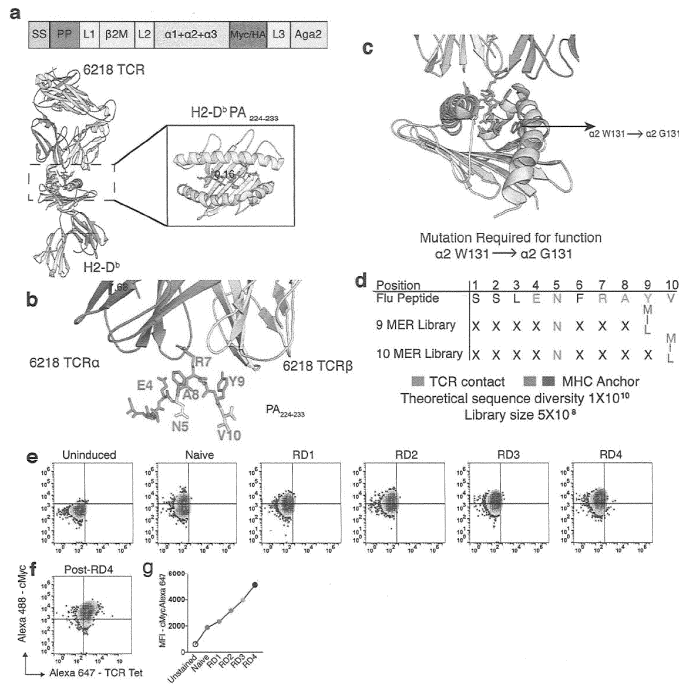 a
SS PP L1 β2M L2 α1+α2+α3 Myc/HA L3 Aga2
6218 TCR
H2-Dᵇ PA 224-233
0.16
H2-Dᵇ
b
6218 TCRα
6218 TCRβ
R7
E4
A8
Y9
N5
V10
PA224-233
c
α2 W131 → α2 G131
Mutation Required for function
α2 W131 → α2 G131
d
Position 1 2 3 4 5 6 7 8 9 10
Flu Peptide S S L E N F R A Y V
9 MER Library X X X X N X X X M-L
10 MER Library X X X X N X X X X M-L
TCR contact MHC Anchor
Theoretical sequence diversity 1X10¹⁰
Library size 5X10⁸
e
Uninduced Naive RD1 RD2 RD3 RD4
f
Post-RD4
Alexa 488 - cMyc
Alexa 647 - TCR Tet
g
MFI - cMycAlexa 647
6000
4000
2000
0
Unstained Naive RD1 RD2 RD3 RD4